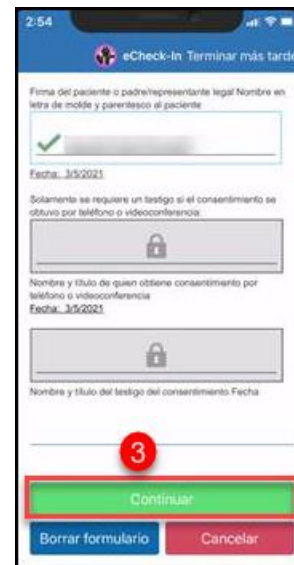 2:54
eCheck-In Terminar más tarde
Firma del paciente o padre/representante legal Nombre en
letra de molde y parentesco al paciente
Fecha: 3/5/2021
Solamente se requiere un testigo si el consentimiento se
obtuvo por teléfono o videoconferencia:
Nombre y título de quien obtiene consentimiento por
teléfono o videoconferencia
Fecha: 3/5/2021
Nombre y título del testigo del consentimiento Fecha
3
Continuar
Borrar formulario
Cancelar